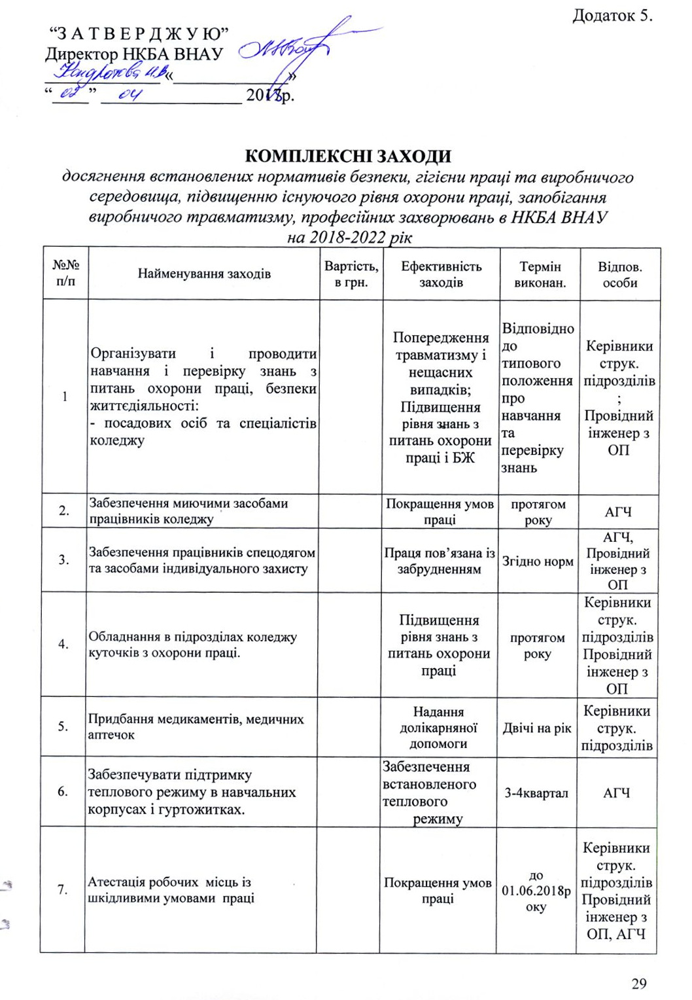 Додаток 5.
“З А Т В Е Р Д Ж У Ю”
Директор НКБА ВНАУ
«»
“02” 04 2017р.
КОМПЛЕКСНІ ЗАХОДИ
досягнення встановлених нормативів безпеки, гігієни праці та виробничого
середовища, підвищенню існуючого рівня охорони праці, запобігання
виробничого травматизму, професійних захворювань в НКБА ВНАУ
на 2018-2022 рік
№№
п/п
Найменування заходів
Вартість,
в грн.
Ефективність
заходів
Термін
виконан.
Відпов.
особи
1
Організувати і проводити
навчання і перевірку знань з
питань охорони праці, безпеки
життєдіяльності:
- посадових осіб та спеціалістів
коледжу
Попередження
травматизму і
нещасних
випадків;
Підвищення
рівня знань з
питань охорони
праці і БЖ
Відповідно
до
типового
положення
про
навчання
та
перевірку
знань
Керівники
струк.
підрозділів
;
Провідний
інженер з
ОП
2.
Забезпечення миючими засобами
працівників коледжу
Покращення умов
праці
протягом
року
АГЧ
3.
Забезпечення працівників спецодягом
та засобами індивідуального захисту
Праця пов’язана із
забрудненням
Згідно норм
АГЧ,
Провідний
інженер з
ОП
4.
Обладнання в підрозділах коледжу
куточків з охорони праці.
Підвищення
рівня знань з
питань охорони
праці
протягом
року
Керівники
струк.
підрозділів
Провідний
інженер з
ОП
5.
Придбання медикаментів, медичних
аптечок
Надання
долікарняної
допомоги
Двічі на рік
Керівники
струк.
підрозділів
6.
Забезпечувати підтримку
теплового режиму в навчальних
корпусах і гуртожитках.
Забезпечення
встановленого
теплового
режиму
3-4квартал
АГЧ
7.
Атестація робочих місць із
шкідливими умовами праці
Покращення умов
праці
до
01.06.2018р
оку
Керівники
струк.
підрозділів
Провідний
інженер з
ОП, АГЧ
29